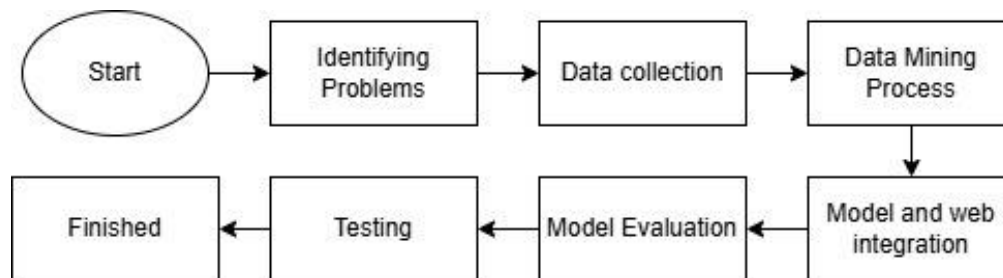 Start
Identifying
Problems
Data collection
Data Mining
Process
Finished
Testing
Model Evaluation
Model and web
integration